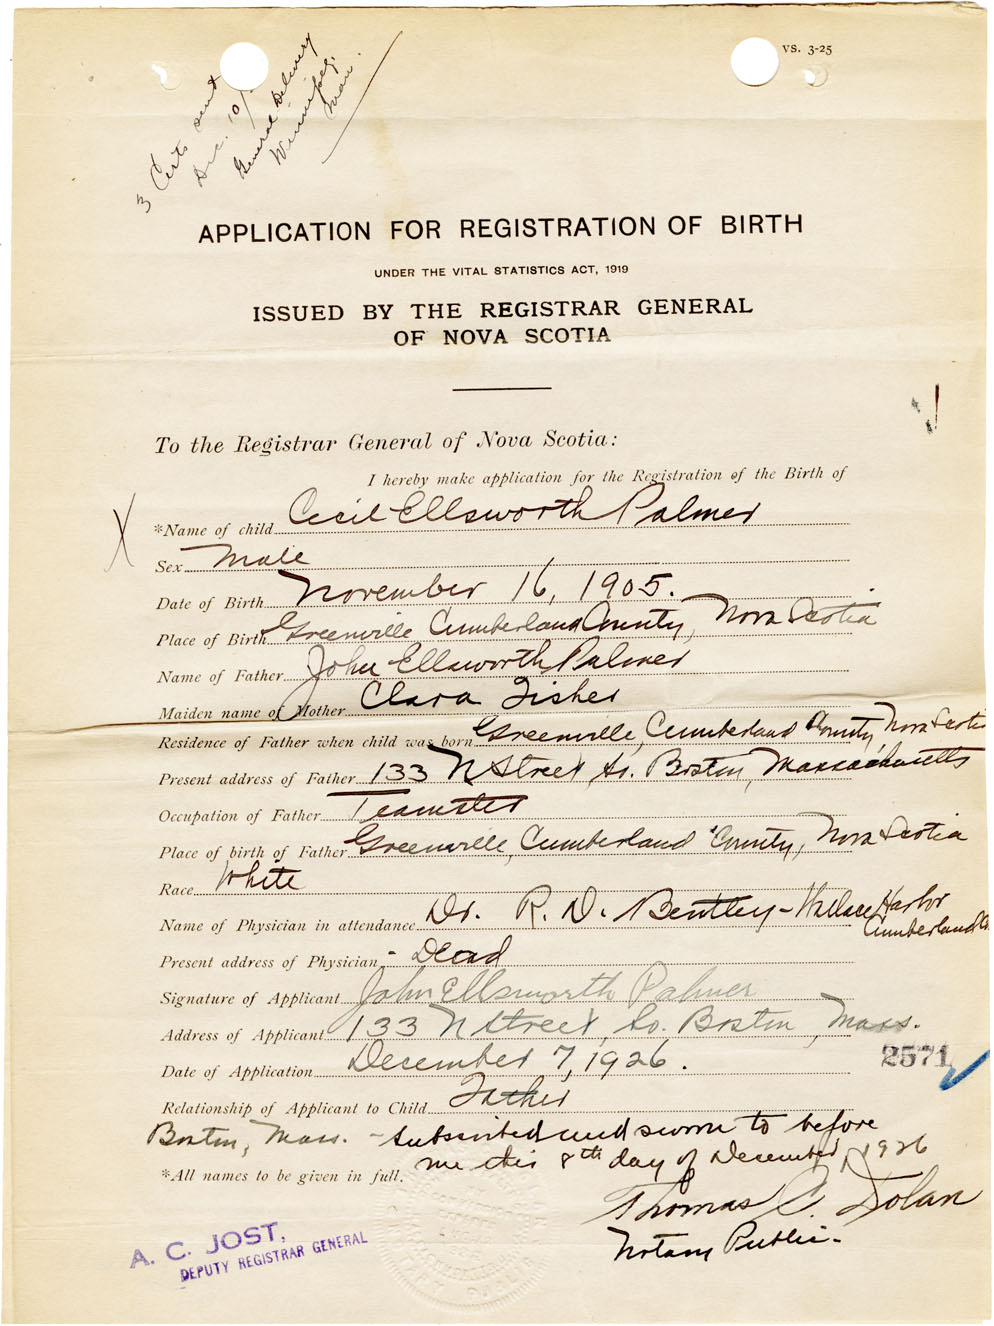 VS. 3-25
3 Certs sent
Dec. 10/
General Delivery
Winnipeg,
Man.
APPLICATION FOR REGISTRATION OF BIRTH
UNDER THE VITAL STATISTICS ACT, 1919
ISSUED BY THE REGISTRAR GENERAL
OF NOVA SCOTIA
To the Registrar General of Nova Scotia:
I hereby make application for the Registration of the Birth of
X
*Name of child Cecil Ellsworth Palmer
Sex Male
Date of Birth November 16, 1905.
Place of Birth Greenville Cumberland County, Nova Scotia
Name of Father John Ellsworth Palmer
Maiden name of Mother Clara Fisher
Residence of Father when child was born Greenville, Cumberland County, Nova Scotia
Present address of Father 133 N Street, So. Boston, Massachusetts
Occupation of Father Teamster
Place of birth of Father Greenville, Cumberland County, Nova Scotia
Race White
Name of Physician in attendance Dr. R. D. Bentley - Wallace Harbor
Cumberland Co.
Present address of Physician - Dead
Signature of Applicant John Ellsworth Palmer
Address of Applicant 133 N Street, So. Boston, Mass.
2571
Date of Application December 7, 1926.
Relationship of Applicant to Child Father
Boston, Mass. - Subscribed and sworn to before
me this 8th day of December, 1926
*All names to be given in full.
Thomas C. Dolan
Notary Public.
A. C. JOST,
DEPUTY REGISTRAR GENERAL